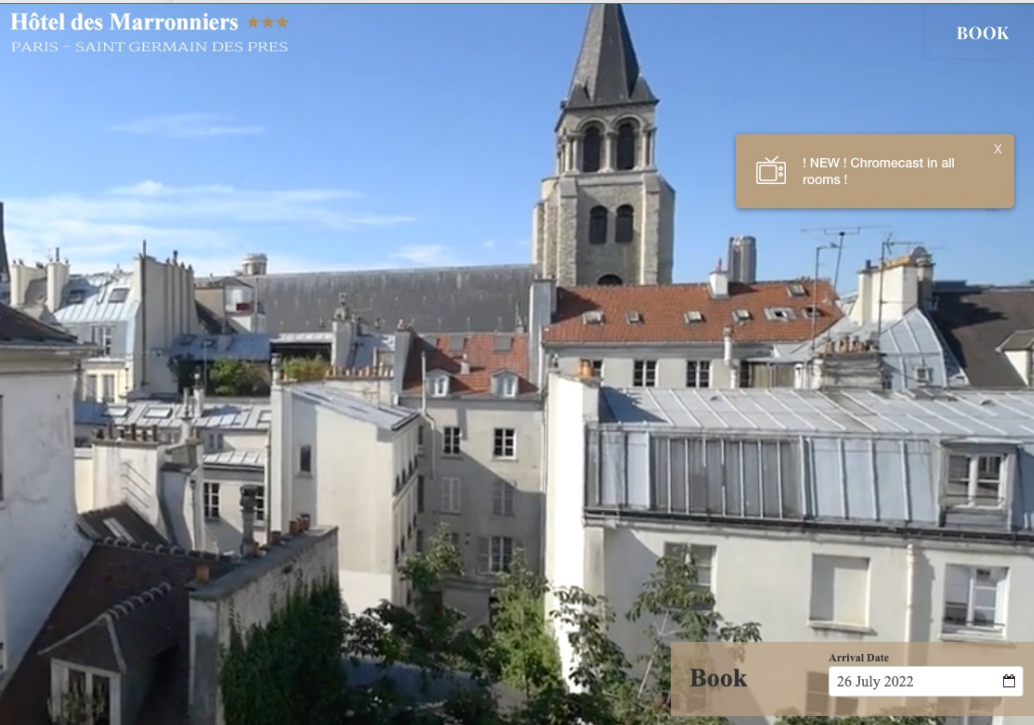 Hôtel des Marronniers ★★★
PARIS - SAINT GERMAIN DES PRES
BOOK
X
! NEW ! Chromecast in all
rooms !
Arrival Date
Book
26 July 2022